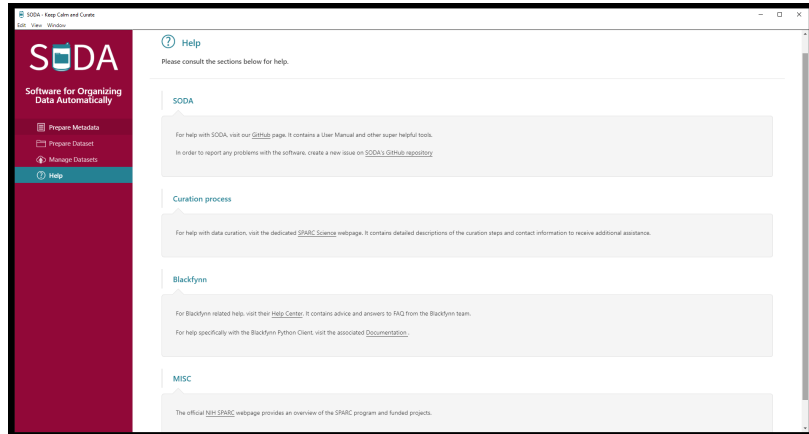 SODA - Keep Calm and Curate
Edit View Window
SODA
Software for Organizing
Data Automatically
Prepare Metadata
Prepare Dataset
Manage Datasets
Help
Help
Please consult the sections below for help.
SODA
For help with SODA, visit our GitHub page. It contains a User Manual and other super helpful tools.
In order to report any problems with the software, create a new issue on SODA's GitHub repository
Curation process
For help with data curation, visit the dedicated SPARC Science webpage. It contains detailed descriptions of the curation steps and contact information to receive additional assistance.
Blackfynn
For Blackfynn related help, visit their Help Center. It contains advice and answers to FAQ from the Blackfynn team.
For help specifically with the Blackfynn Python Client, visit the associated Documentation .
MISC
The official NIH SPARC webpage provides an overview of the SPARC program and funded projects.